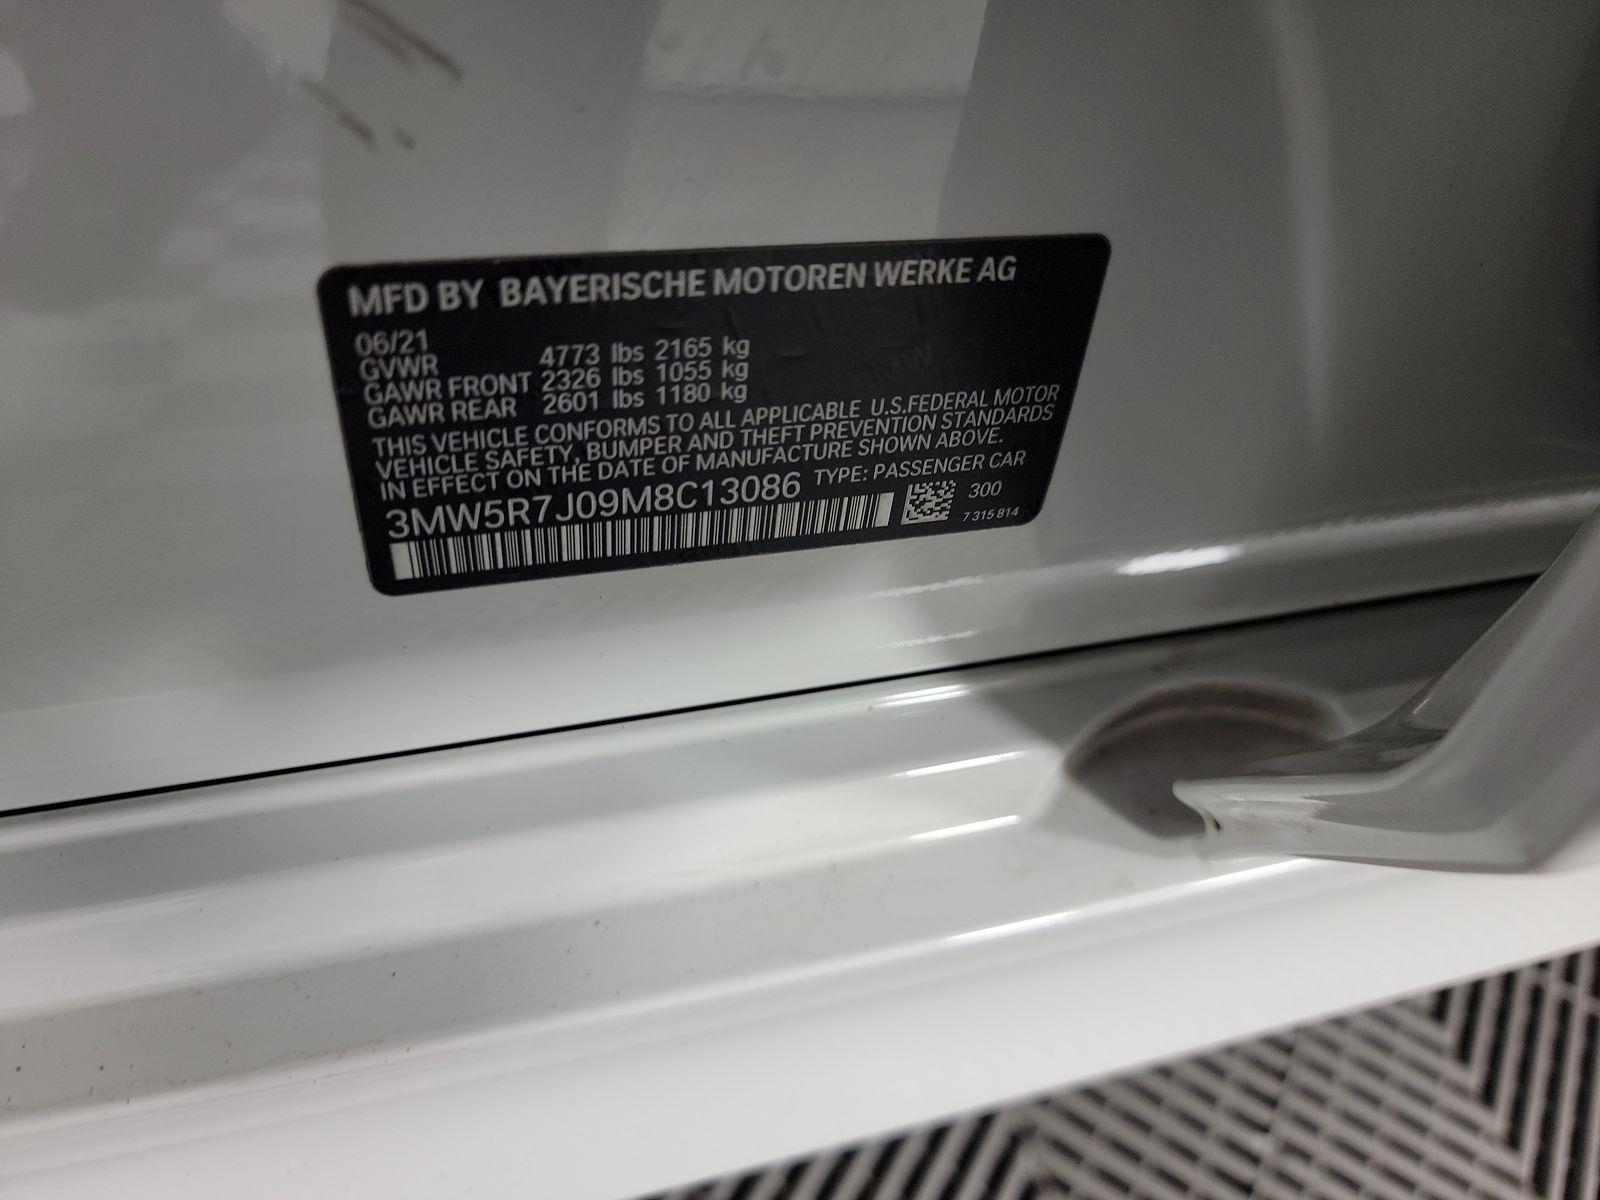 MFD BY BAYERISCHE MOTOREN WERKE AG
06/21
GVWR 4773 lbs 2165 kg
GAWR FRONT 2326 lbs 1055 kg
GAWR REAR 2601 lbs 1180 kg
THIS VEHICLE CONFORMS TO ALL APPLICABLE U.S.FEDERAL MOTOR
VEHICLE SAFETY, BUMPER AND THEFT PREVENTION STANDARDS
IN EFFECT ON THE DATE OF MANUFACTURE SHOWN ABOVE.
3MW5R7J09M8C13086 TYPE: PASSENGER CAR
300
7 315 814